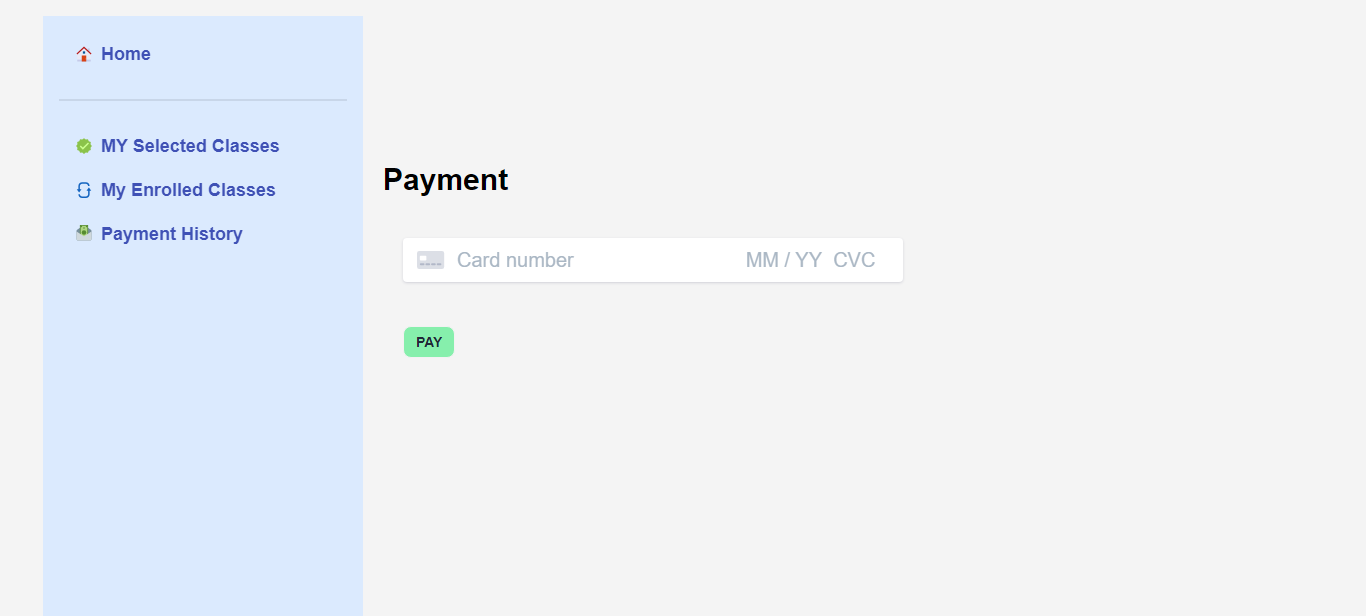 Home
MY Selected Classes
My Enrolled Classes
Payment History
Payment
Card number MM / YY CVC
PAY